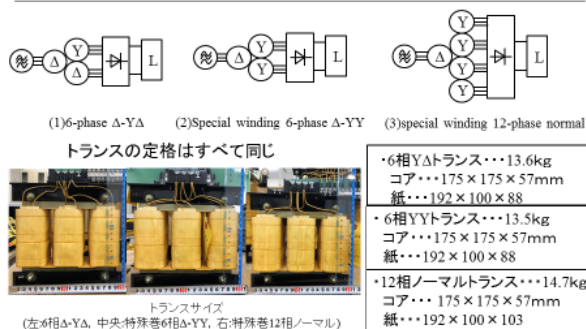 Y
Δ
Δ
L
Y
Δ
Y
L
Y
Y
Δ
Y
Y
L
(1)6-phase Δ-YΔ
(2)Special winding 6-phase Δ-YY
(3)special winding 12-phase normal
トランスの定格はすべて同じ
・6相YΔトランス・・・13.6kg
コア・・・175×175×57mm
紙・・・192×100×88
・6相YYトランス・・・13.5kg
コア・・・175×175×57mm
紙・・・192×100×88
・12相ノーマルトランス・・・14.7kg
コア・・・ 175×175×57mm
紙・・・192×100×103
トランスサイズ
(左:6相Δ-YΔ, 中央:特殊巻6相Δ-YY, 右:特殊巻12相ノーマル)